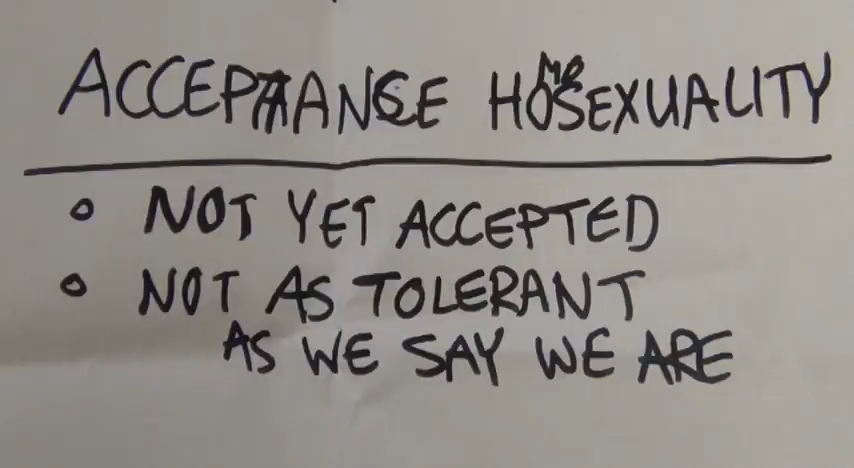 ACCEPTANCE HOMOSEXUALITY
• NOT YET ACCEPTED
• NOT AS TOLERANT
AS WE SAY WE ARE